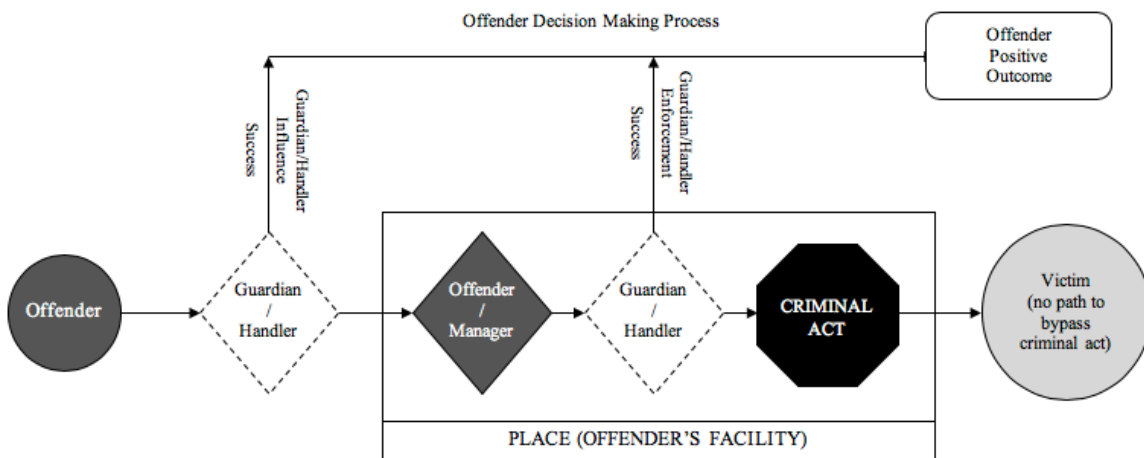 Offender Decision Making Process
Offender
Positive
Outcome
Guardian/Handler
Influence
Success
Guardian/Handler
Enforcement
Success
Offender
Guardian
/
Handler
Offender
/
Manager
Guardian
/
Handler
CRIMINAL
ACT
Victim
(no path to
bypass
criminal act)
PLACE (OFFENDER'S FACILITY)